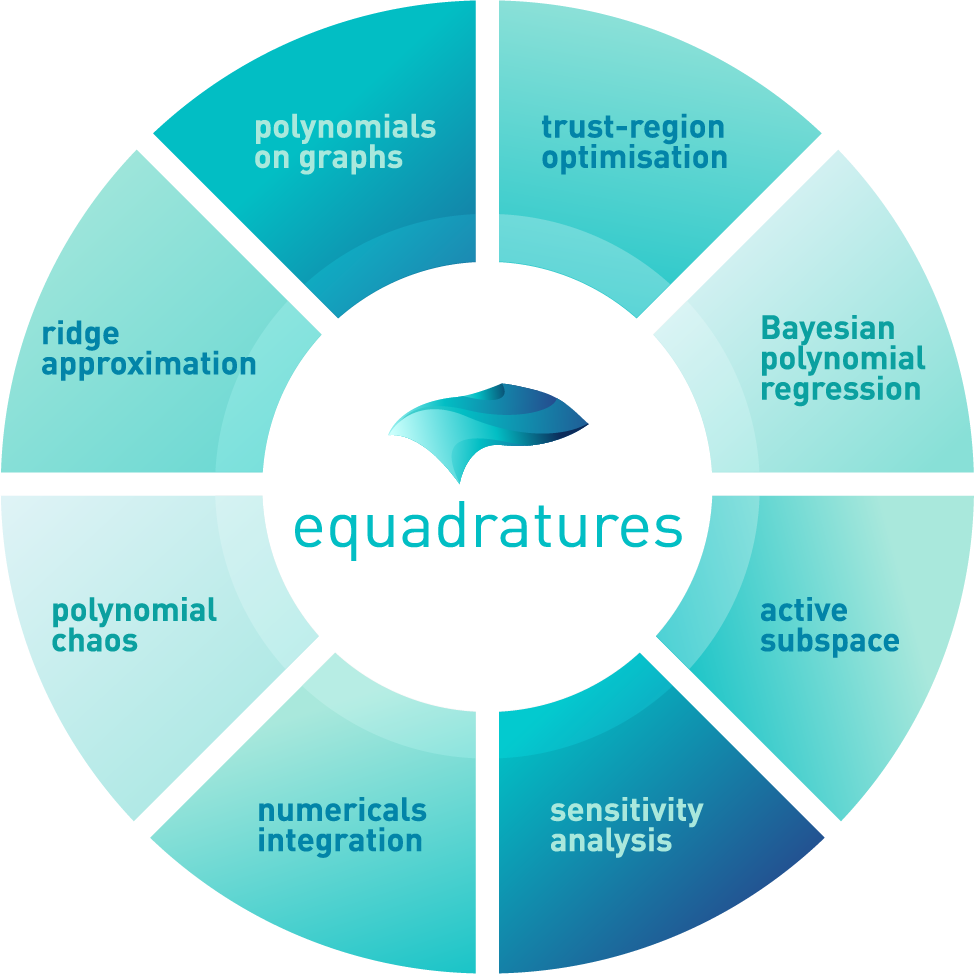 polynomials
on graphs
trust-region
optimisation
Bayesian
polynomial
regression
active
subspace
sensitivity
analysis
numericals
integration
polynomial
chaos
ridge
approximation
equadratures